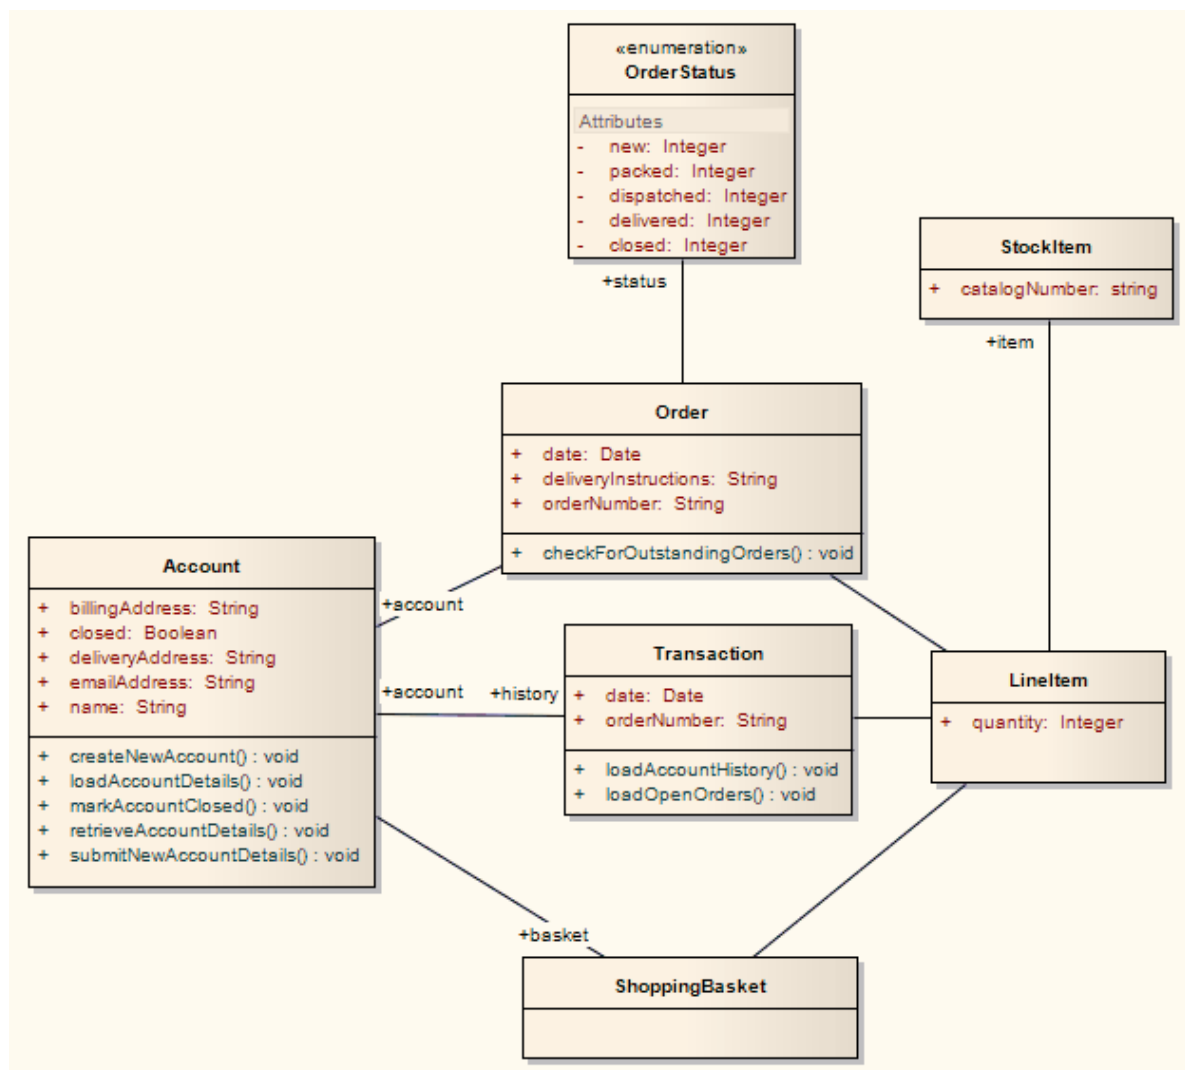 «enumeration»
OrderStatus
Attributes
- new: Integer
- packed: Integer
- dispatched: Integer
- delivered: Integer
- closed: Integer
+status
StockItem
+ catalogNumber: string
+item
Order
+ date: Date
+ deliveryInstructions: String
+ orderNumber: String
+ checkForOutstandingOrders() : void
Account
+ billingAddress: String
+ closed: Boolean
+ deliveryAddress: String
+ emailAddress: String
+ name: String
+ createNewAccount() : void
+ loadAccountDetails() : void
+ markAccountClosed() : void
+ retrieveAccountDetails() : void
+ submitNewAccountDetails() : void
+account
+account
+history
Transaction
+ date: Date
+ orderNumber: String
+ loadAccountHistory() : void
+ loadOpenOrders() : void
LineItem
+ quantity: Integer
+basket
ShoppingBasket